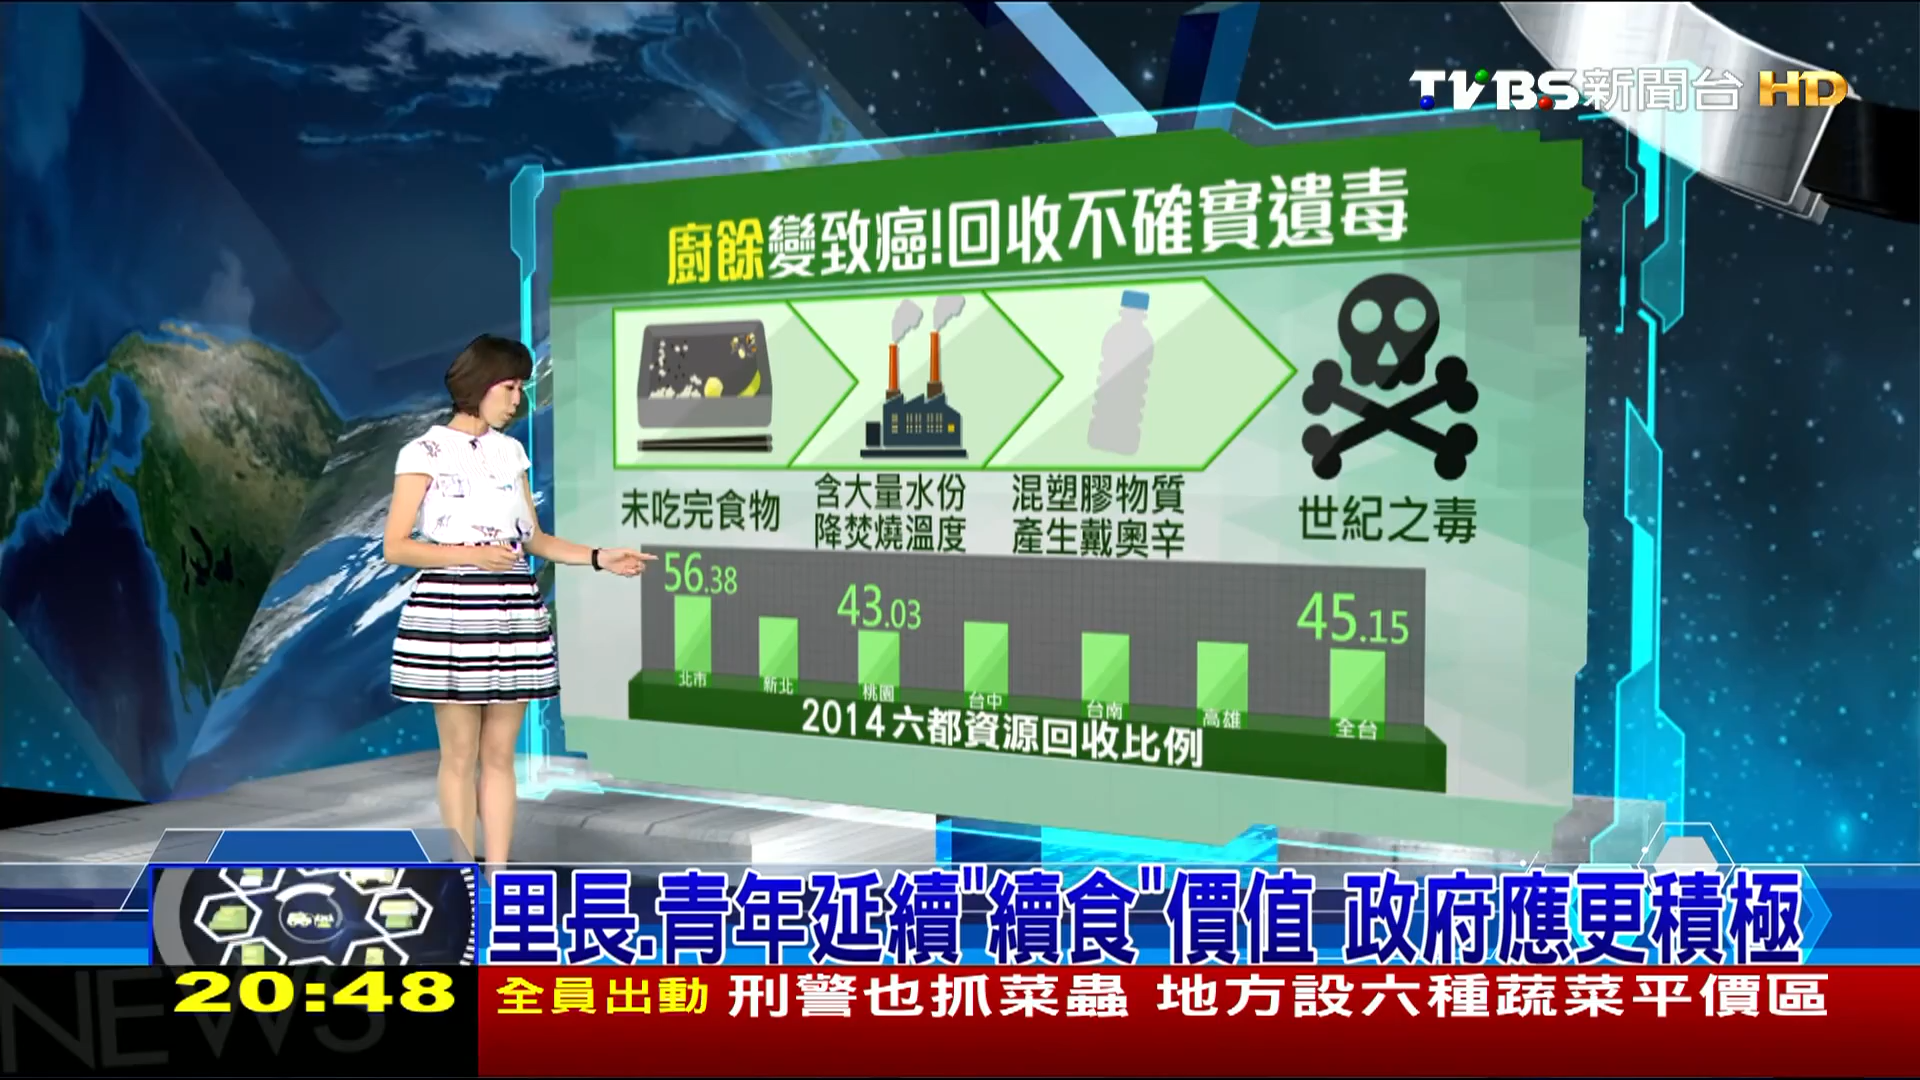 TVBS新聞台 HD
廚餘變致癌!回收不確實遺毒
未吃完食物
含大量水份
降焚燒溫度
混塑膠物質
產生戴奧辛
世紀之毒
56.38
43.03
45.15
北市
新北
桃園
台中
台南
高雄
全台
2014六都資源回收比例
里長.青年延續"續食"價值 政府應更積極
NEWS
20:48
全員出動 刑警也抓菜蟲 地方設六種蔬菜平價區